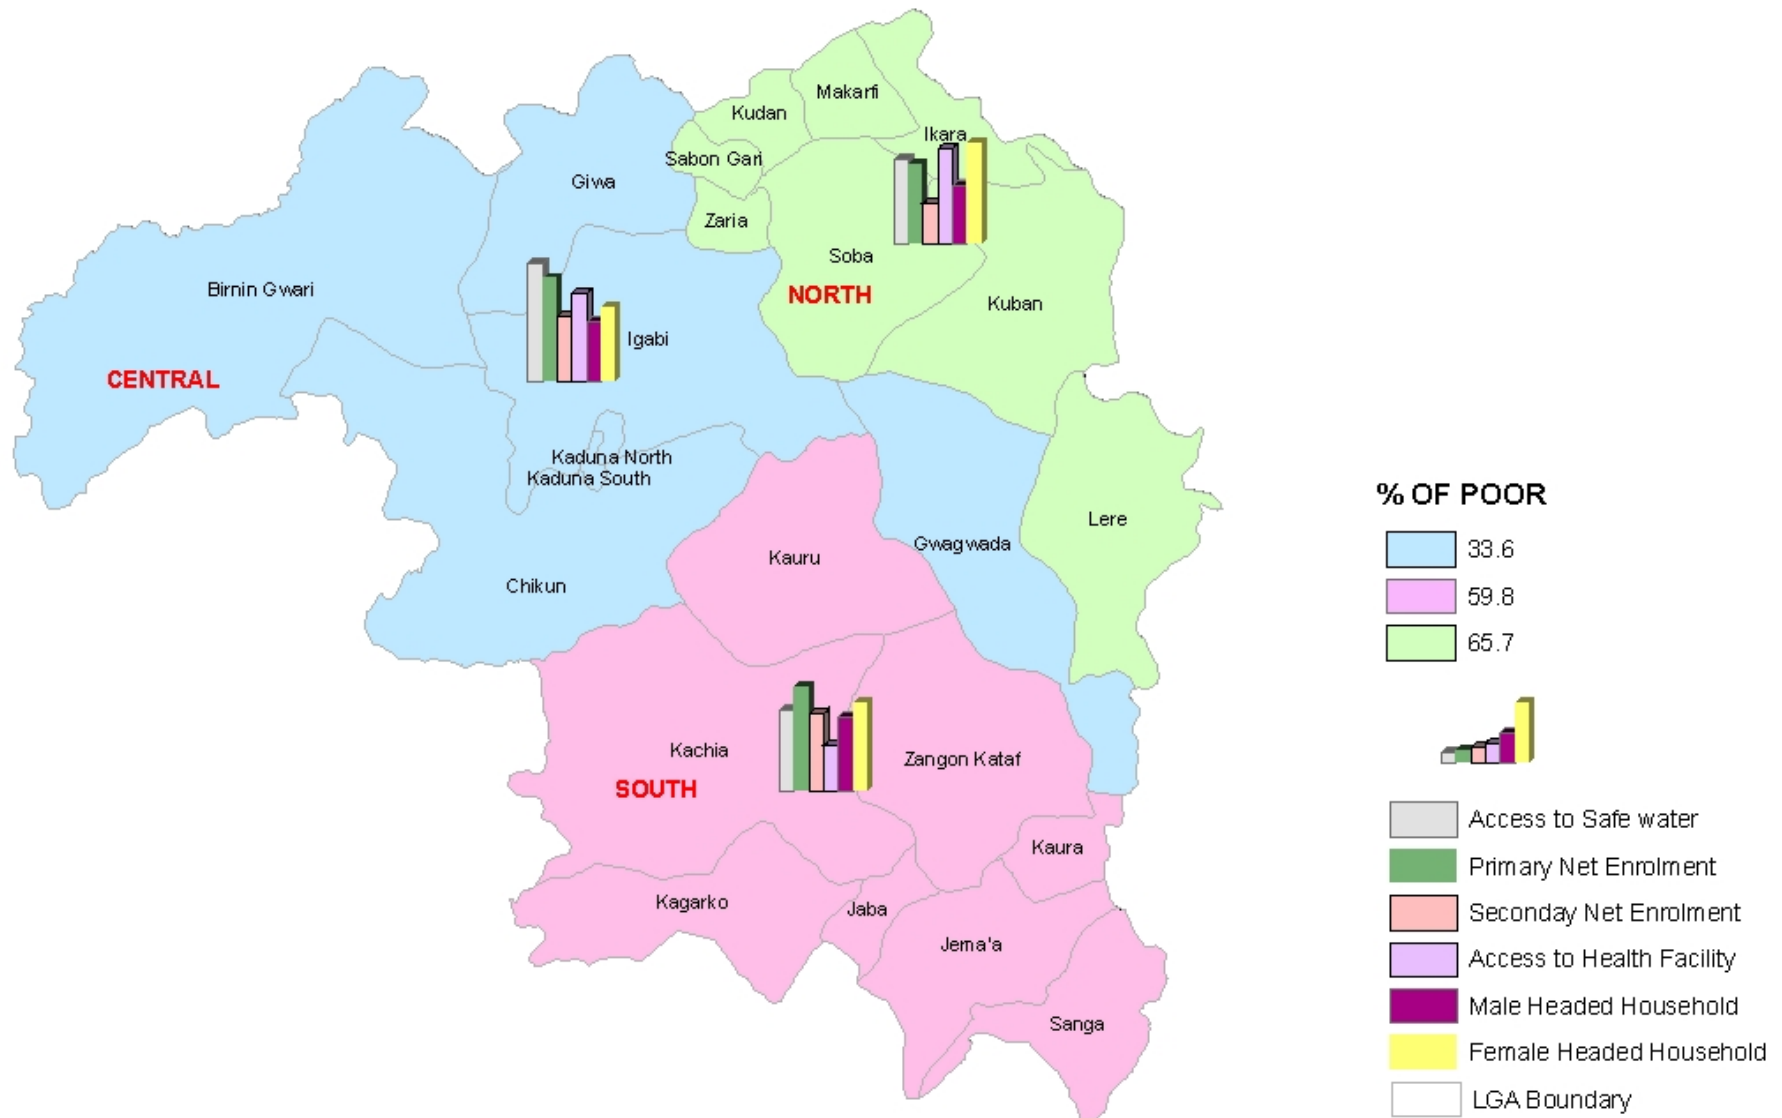 Makarfi
Kudan
Ikara
Sabon Gari
Giwa
Zaria
Soba
Birnin Gwari
NORTH
Kuban
Igabi
CENTRAL
Kaduna North
Kaduna South
% OF POOR
Lere
Gwagwada
33.6
Kauru
Chikun
59.8
65.7
Kachia
Zangon Kataf
SOUTH
Access to Safe water
Kaura
Primary Net Enrolment
Kagarko
Jaba
Seconday Net Enrolment
Jema'a
Access to Health Facility
Male Headed Household
Sanga
Female Headed Household
LGA Boundary